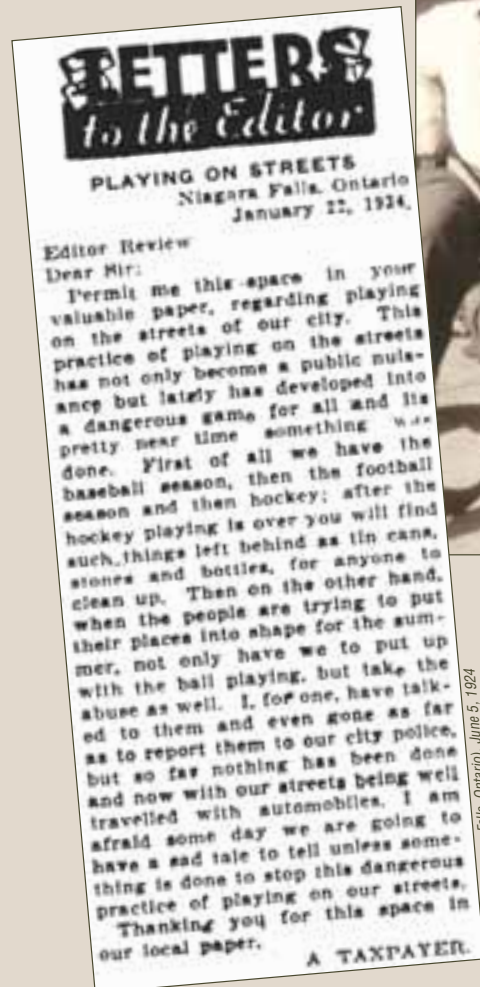 LETTERS
to the Editor
PLAYING ON STREETS
Niagara Falls, Ontario
January 22, 1924.
Editor Review
Dear Sir:
Permit me this space in your
valuable paper, regarding playing
on the streets of our city. This
practice of playing on the streets
has not only become a public nuis-
ance but lately has developed into
a dangerous game for all and its
pretty near time something was
done. First of all we have the
baseball season, then the football
season and then hockey; after the
hockey playing is over you will find
such things left behind as tin cans,
stones and bottles, for anyone to
clean up. Then on the other hand,
when the people are trying to put
their places into shape for the sum-
mer, not only have we to put up
with the ball playing, but take the
abuse as well. I, for one, have talk-
ed to them and even gone as far
as to report them to our city police,
but so far nothing has been done
and now with our streets being well
travelled with automobiles, I am
afraid some day we are going to
have a sad tale to tell unless some-
thing is done to stop this dangerous
practice of playing on our streets.
Thanking you for this space in
our local paper.
A TAXPAYER.
Falls, Ontario), June 5, 1924